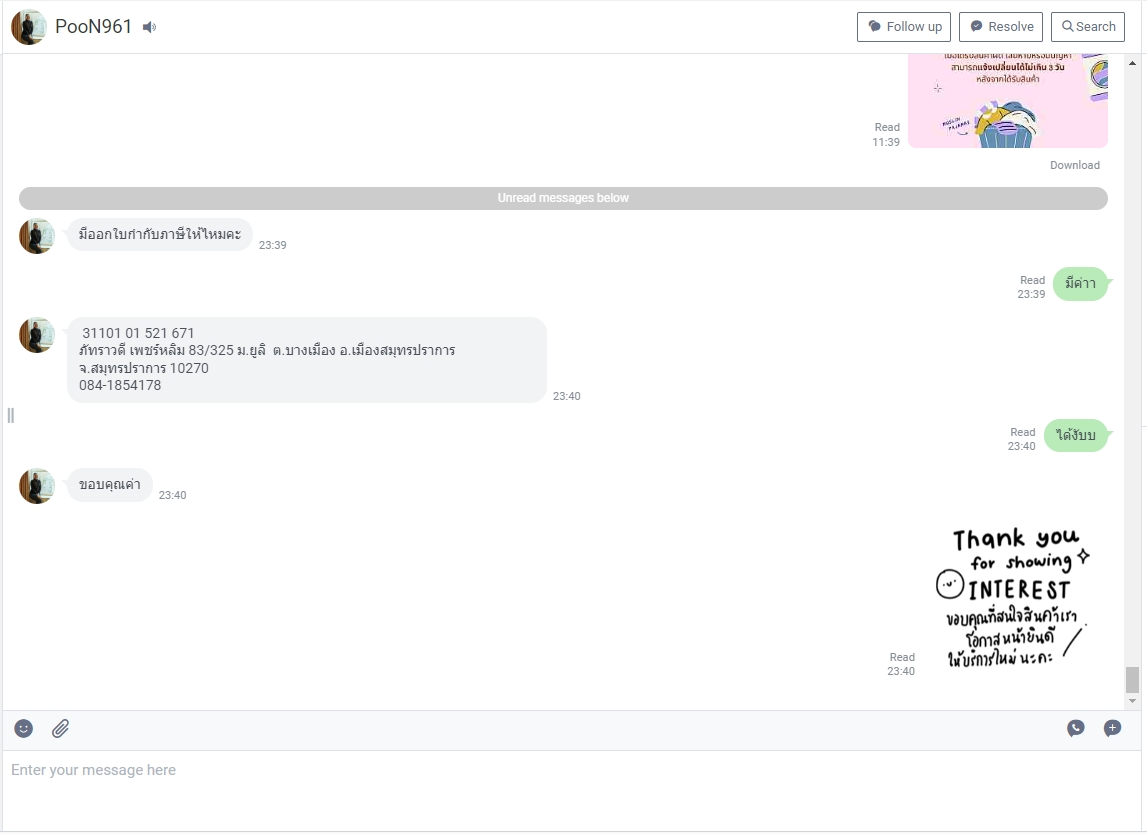 PooN961
Follow up
Resolve
Search
สามารถแจ้งเปลี่ยนได้ไม่เกิน 3 วัน
หลังจากได้รับสินค้า
MUSLIN
PAJAMAS
Read
11:39
Download
Unread messages below
มีออกใบกำกับภาษีให้ไหมคะ
23:39
Read
23:39
มีค่าา
31101 01 521 671
ภัทราวดี เพชร์หลิม 83/325 ม.ยูลิ ต.บางเมือง อ.เมืองสมุทรปราการ
จ.สมุทรปราการ 10270
084-1854178
23:40
Read
23:40
ได้งับบ
ขอบคุณค่า
23:40
Thank you
for showing
INTEREST
ขอบคุณที่สนใจสินค้าเรา
โอกาสหน้ายินดี
ให้บริการใหม่ นะคะ
Read
23:40
Enter your message here